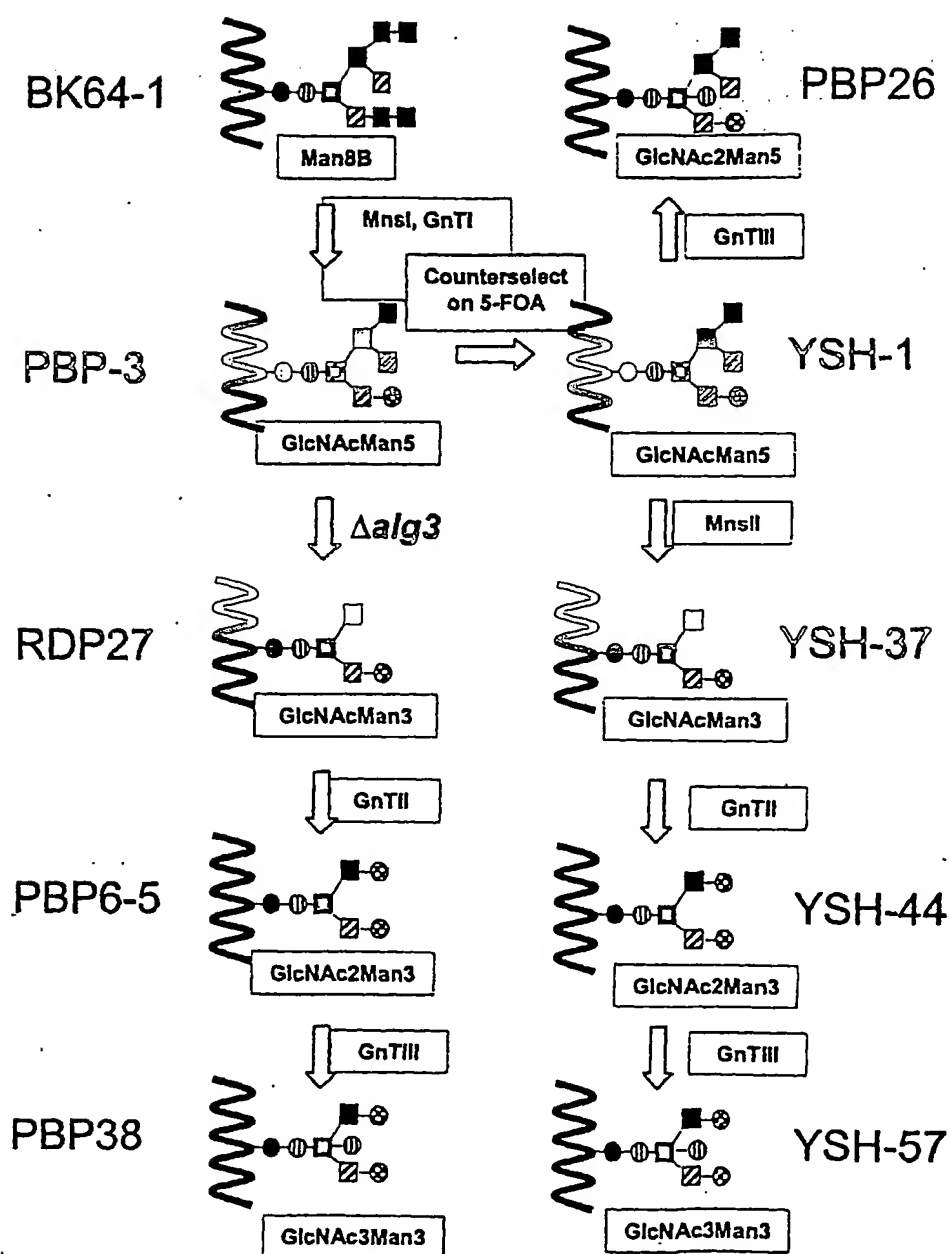 BK64-1
Man8B
PBP26
GlcNAc2Man5
MnsI, GnTI
GnTIII
Counterselect
on 5-FOA
PBP-3
GlcNAcMan5
YSH-1
GlcNAcMan5
Δalg3
MnsII
RDP27
GlcNAcMan3
YSH-37
GlcNAcMan3
GnTII
GnTII
PBP6-5
GlcNAc2Man3
YSH-44
GlcNAc2Man3
GnTIII
GnTIII
PBP38
GlcNAc3Man3
YSH-57
GlcNAc3Man3